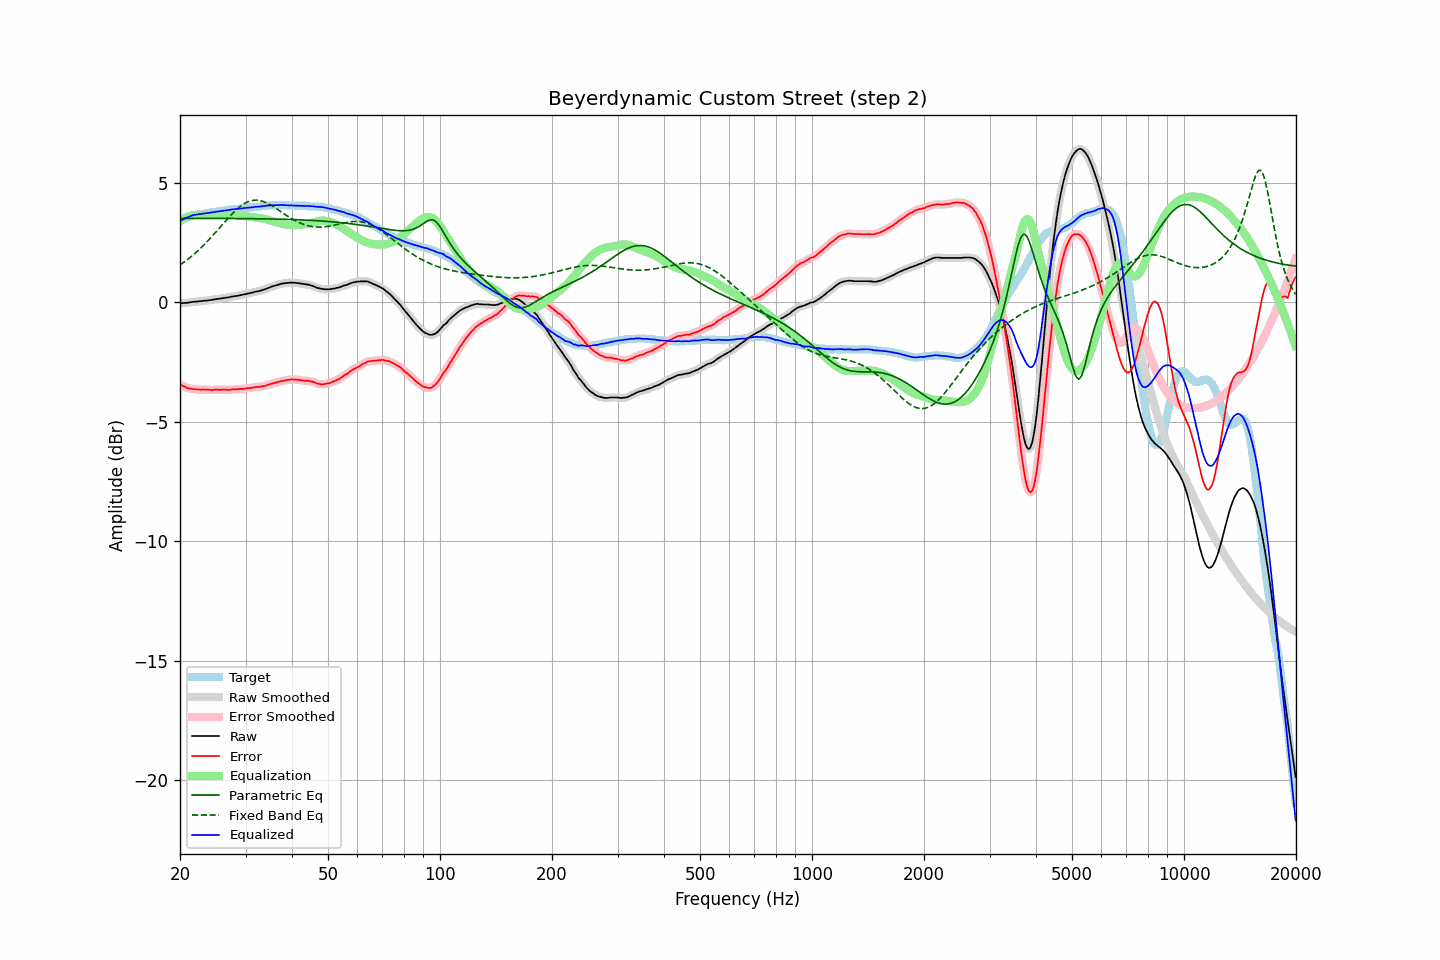 Beyerdynamic Custom Street (step 2)
Amplitude (dBr)
5
0
−5
−10
−15
−20
Target
Raw Smoothed
Error Smoothed
Raw
Error
Equalization
Parametric Eq
Fixed Band Eq
Equalized
20 50 100 200 500 1000 2000 5000 10000 20000
Frequency (Hz)